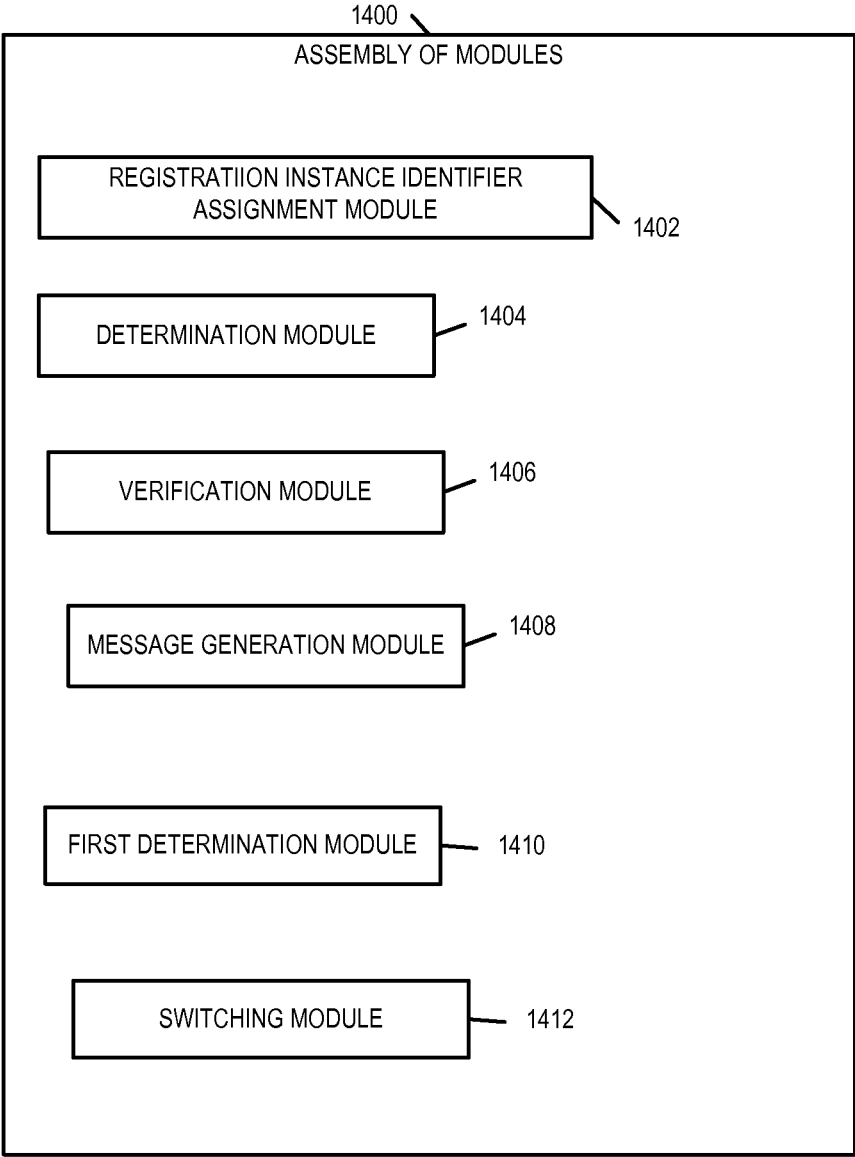 1400
ASSEMBLY OF MODULES
REGISTRATIION INSTANCE IDENTIFIER
ASSIGNMENT MODULE
1402
DETERMINATION MODULE
1404
VERIFICATION MODULE
1406
MESSAGE GENERATION MODULE
1408
FIRST DETERMINATION MODULE
1410
SWITCHING MODULE
1412